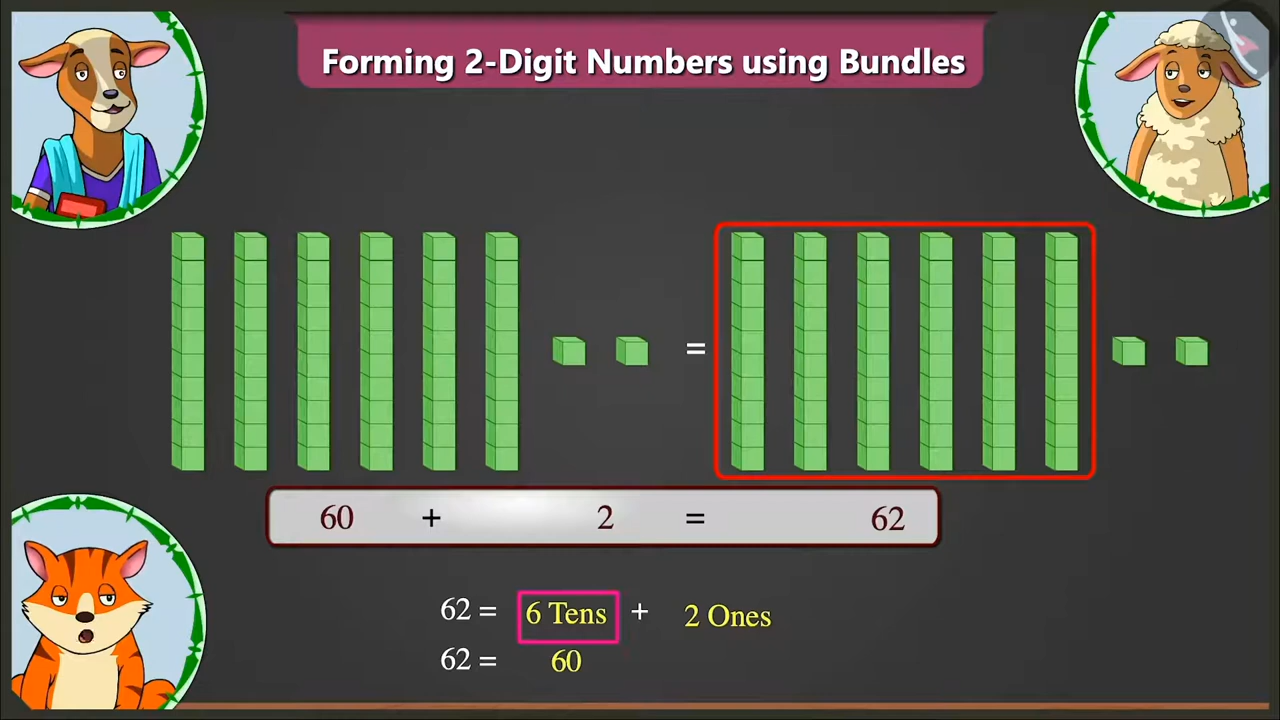 Forming 2-Digit Numbers using Bundles
=
60 + 2 = 62
62 = 6 Tens + 2 Ones
62 = 60